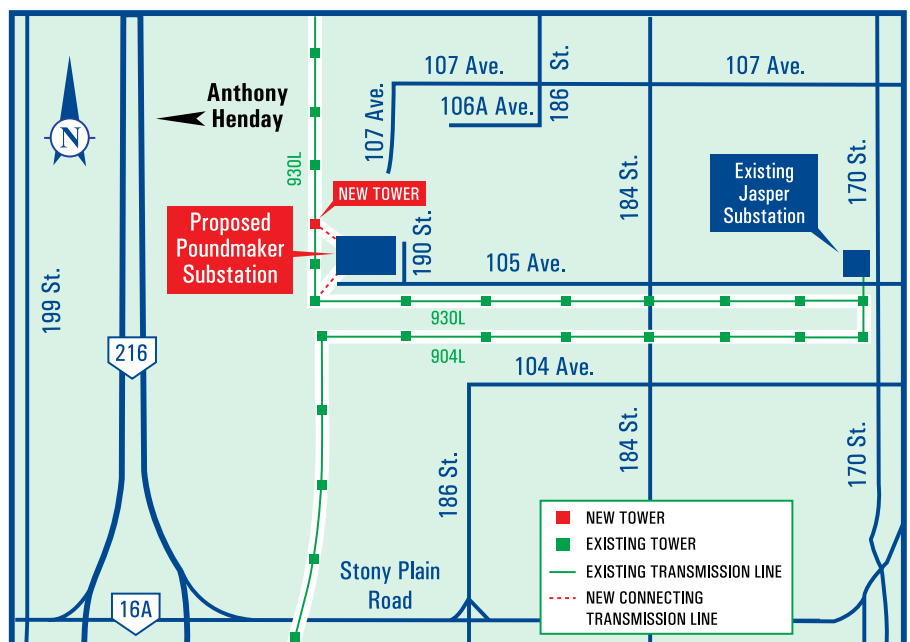 107 Ave.
107 Ave.
186 St.
106A Ave.
Anthony
Henday
N
107 Ave.
930L
NEW TOWER
Proposed
Poundmaker
Substation
190 St.
105 Ave.
184 St.
170 St.
Existing
Jasper
Substation
199 St.
216
930L
904L
104 Ave.
186 St.
184 St.
170 St.
Stony Plain
Road
16A
NEW TOWER
EXISTING TOWER
EXISTING TRANSMISSION LINE
NEW CONNECTING
TRANSMISSION LINE